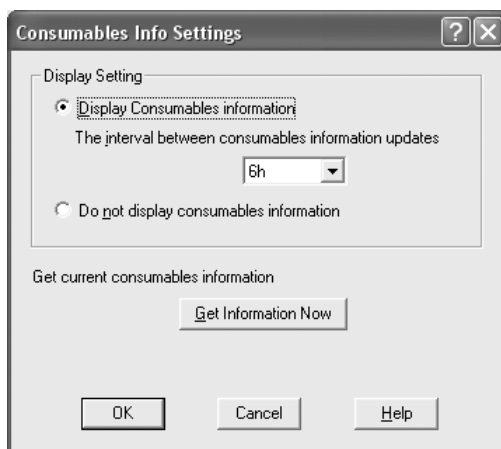 Consumables Info Settings
Display Setting
Display Consumables information
The interval between consumables information updates
6h
Do not display consumables information
Get current consumables information
Get Information Now
OK Cancel Help